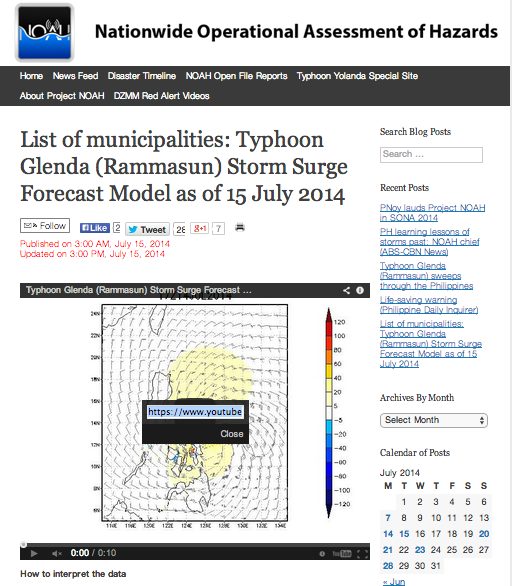 NOAH
Nationwide Operational Assessment of Hazards
Home News Feed Disaster Timeline NOAH Open File Reports Typhoon Yolanda Special Site
About Project NOAH DZMM Red Alert Videos
List of municipalities: Typhoon
Glenda (Rammasun) Storm Surge
Forecast Model as of 15 July 2014
Follow Like 2 Tweet 28 g+1 7
Published on 3:00 AM, July 15, 2014
Updated on 3:00 PM, July 15, 2014
Typhoon Glenda (Rammasun) Storm Surge Forecast ...
24N
22N
20N
18N
16N
14N
12N
10N
8N
6N
114E 116E 118E 120E 122E 124E 126E 128E 130E 132E 134E
120
100
80
60
40
20
5
-5
-20
-40
-60
-80
-100
-120
https://www.youtube
Close
0:00 / 0:10
YouTube
How to interpret the data
Search Blog Posts
Search ...
Recent Posts
PNoy lauds Project NOAH
in SONA 2014
PH learning lessons of
storms past: NOAH chief
(ABS-CBN News)
Typhoon Glenda
(Rammasun) sweeps
through the Philippines
Life-saving warning
(Philippine Daily Inquirer)
List of municipalities:
Typhoon Glenda
(Rammasun) Storm Surge
Forecast Model as of 15
July 2014
Archives By Month
Select Month
Calendar of Posts
July 2014
M T W T F S S
1 2 3 4 5 6
7 8 9 10 11 12 13
14 15 16 17 18 19 20
21 22 23 24 25 26 27
28 29 30 31
« Jun